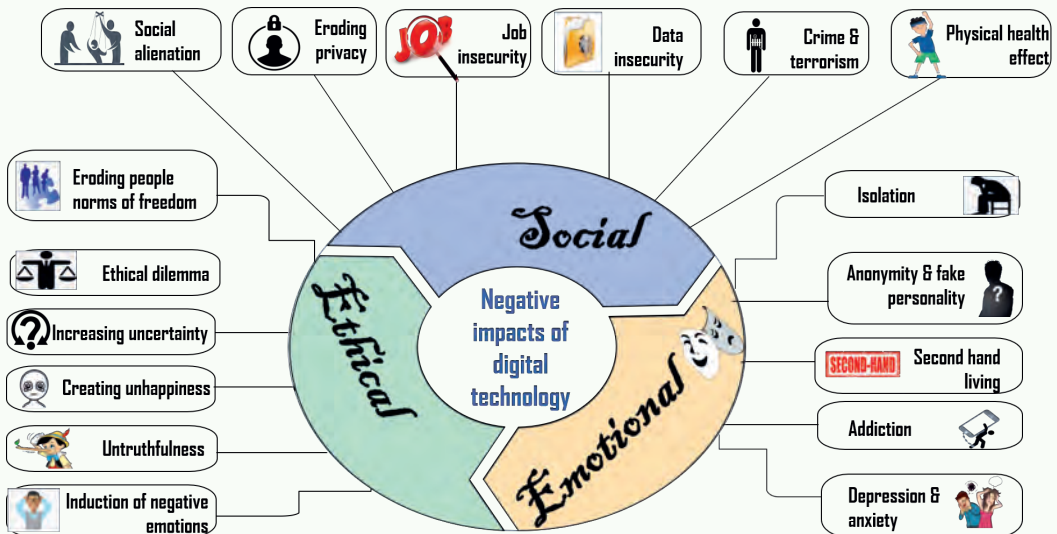 Social
alienation
Eroding
privacy
JOB
Job
insecurity
Data
insecurity
Crime &
terrorism
Physical health
effect
Eroding people
norms of freedom
Ethical dilemma
Increasing uncertainty
Creating unhappiness
Untruthfulness
Induction of negative
emotions
Social
Ethical
Emotional
Negative
impacts of
digital
technology
Isolation
Anonymity & fake
personality
?
SECOND-HAND
Second hand
living
Addiction
Depression &
anxiety